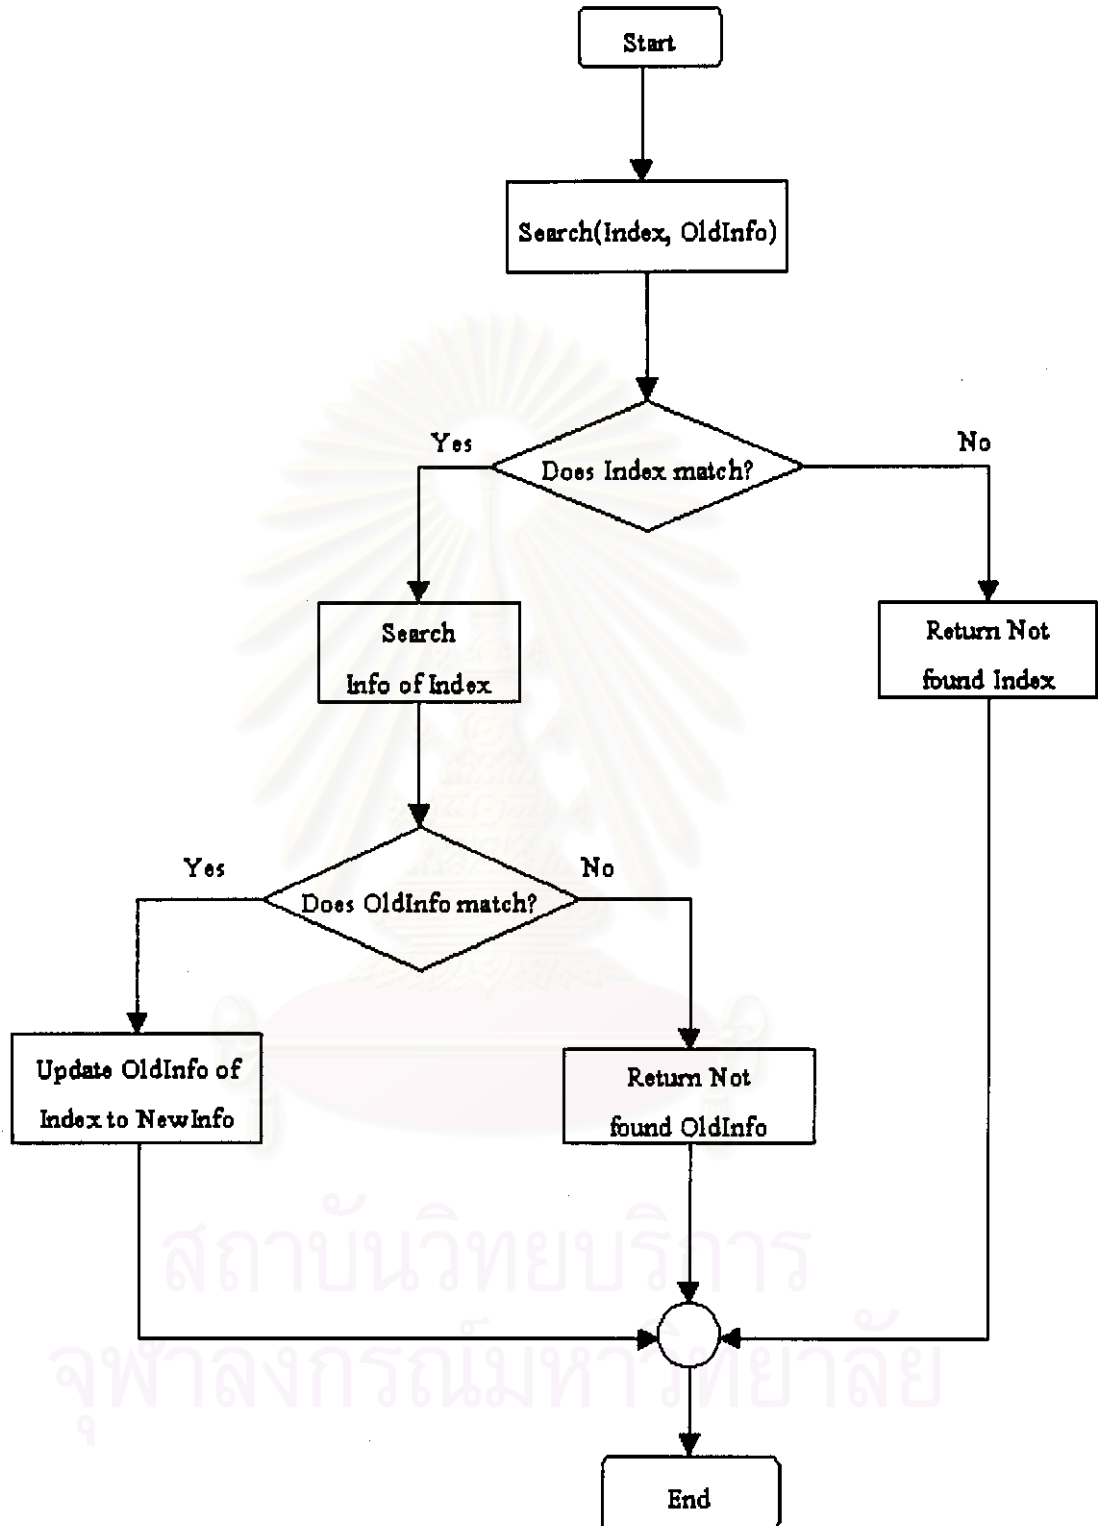 Start
Search(Index, OldInfo)
Yes
No
Does Index match?
Search
Info of Index
Return Not
found Index
Yes
No
Does OldInfo match?
Update OldInfo of
Index to NewInfo
Return Not
found OldInfo
สถาบันวิทยบริการ
จุฬาลงกรณ์มหาวิทยาลัย
End